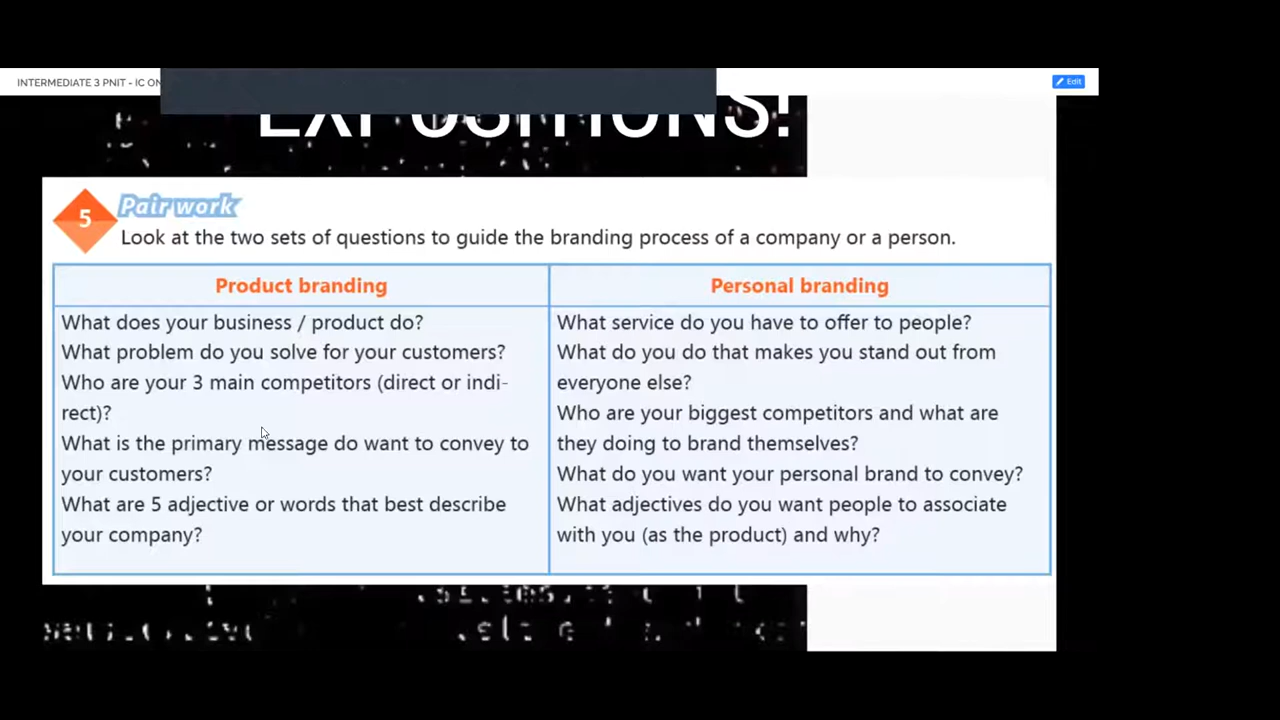 INTERMEDIATE 3 PNIT - IC ON
Edit
EXPOSITIONS!
5
Pair work
Look at the two sets of questions to guide the branding process of a company or a person.
Product branding
What does your business / product do?
What problem do you solve for your customers?
Who are your 3 main competitors (direct or indi-
rect)?
What is the primary message do want to convey to
your customers?
What are 5 adjective or words that best describe
your company?
Personal branding
What service do you have to offer to people?
What do you do that makes you stand out from
everyone else?
Who are your biggest competitors and what are
they doing to brand themselves?
What do you want your personal brand to convey?
What adjectives do you want people to associate
with you (as the product) and why?